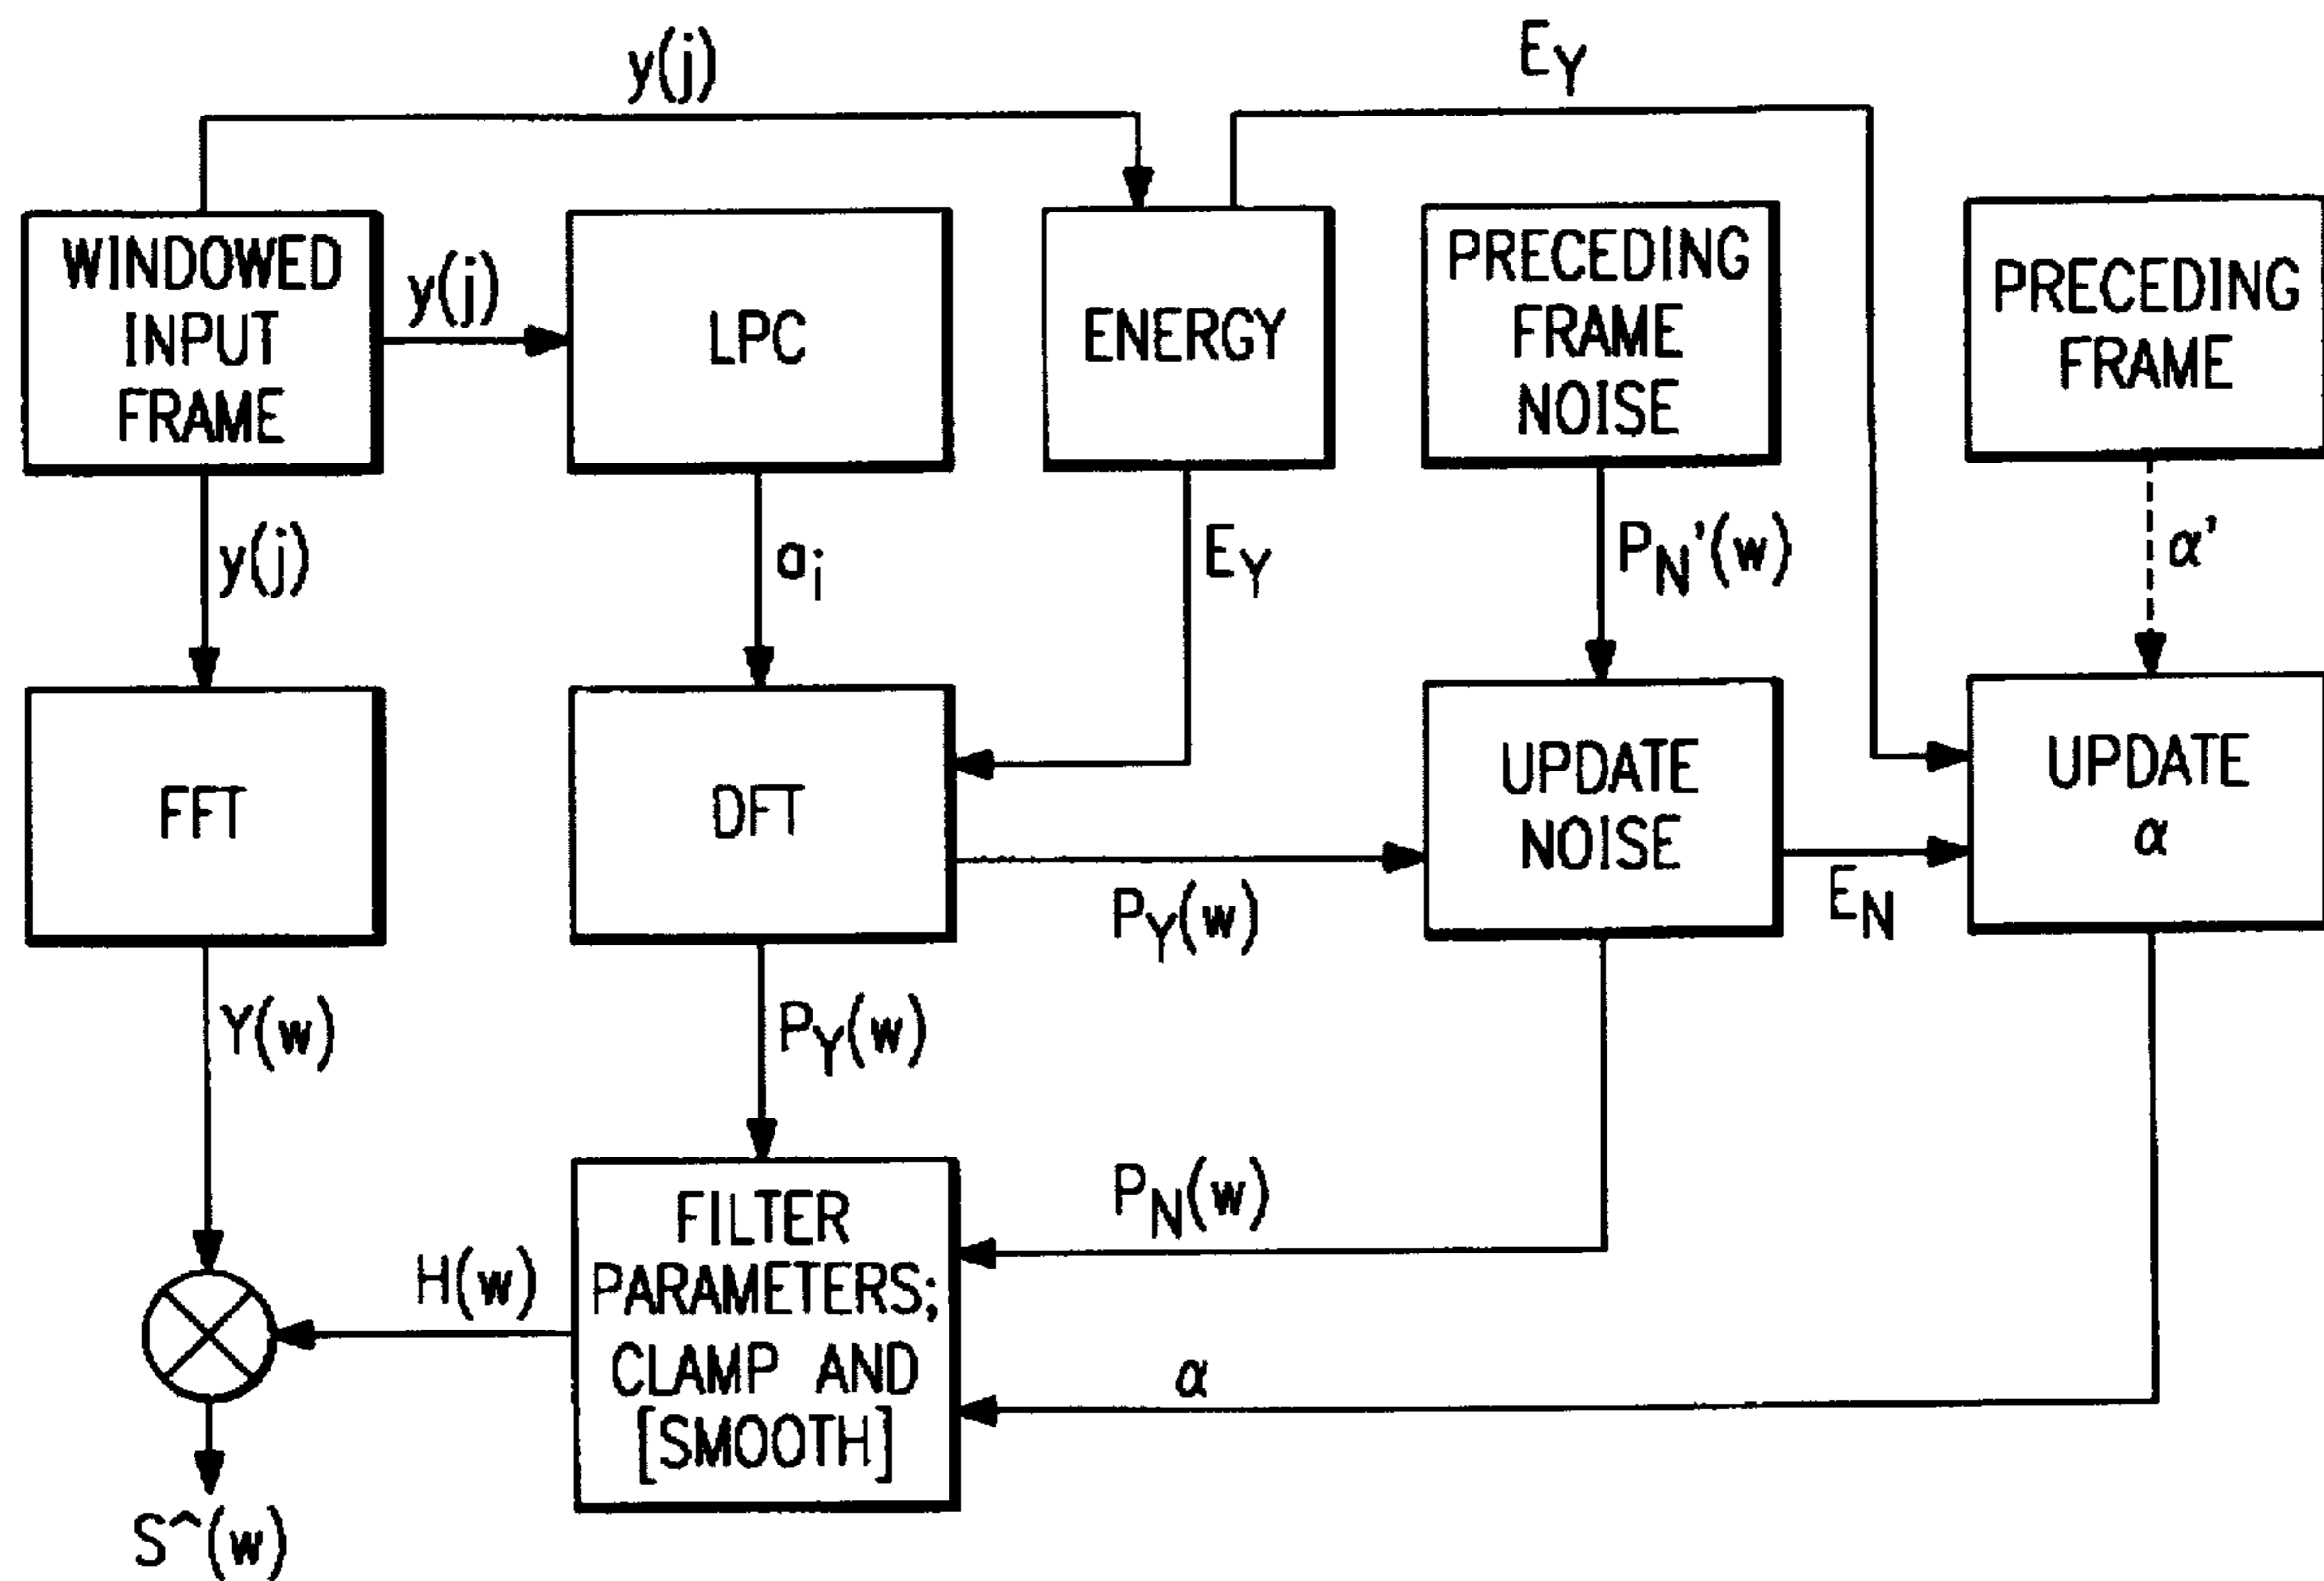 y(j)
E_Y
WINDOWED
INPUT
FRAME
y(j)
LPC
ENERGY
PRECEDING
FRAME
NOISE
PRECEDING
FRAME
y(j)
a_i
E_Y
P_N'(w)
α'
FFT
DFT
UPDATE
NOISE
UPDATE
α
P_Y(w)
E_N
Y(w)
P_Y(w)
FILTER
PARAMETERS;
CLAMP AND
[SMOOTH]
P_N(w)
H(w)
α
S^(w)